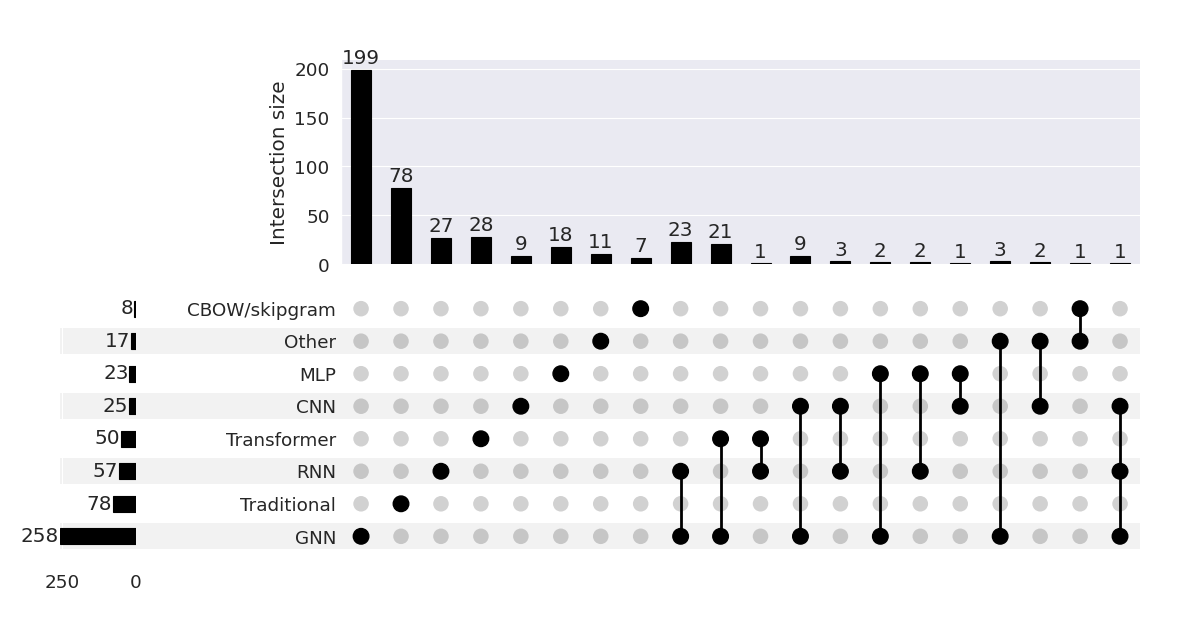 Intersection size
200
150
100
50
0
199
78
27
28
9
18
11
7
23
21
1
9
3
2
2
1
3
2
1
1
8 CBOW/skipgram
17 Other
23 MLP
25 CNN
50 Transformer
57 RNN
78 Traditional
258 GNN
250 0